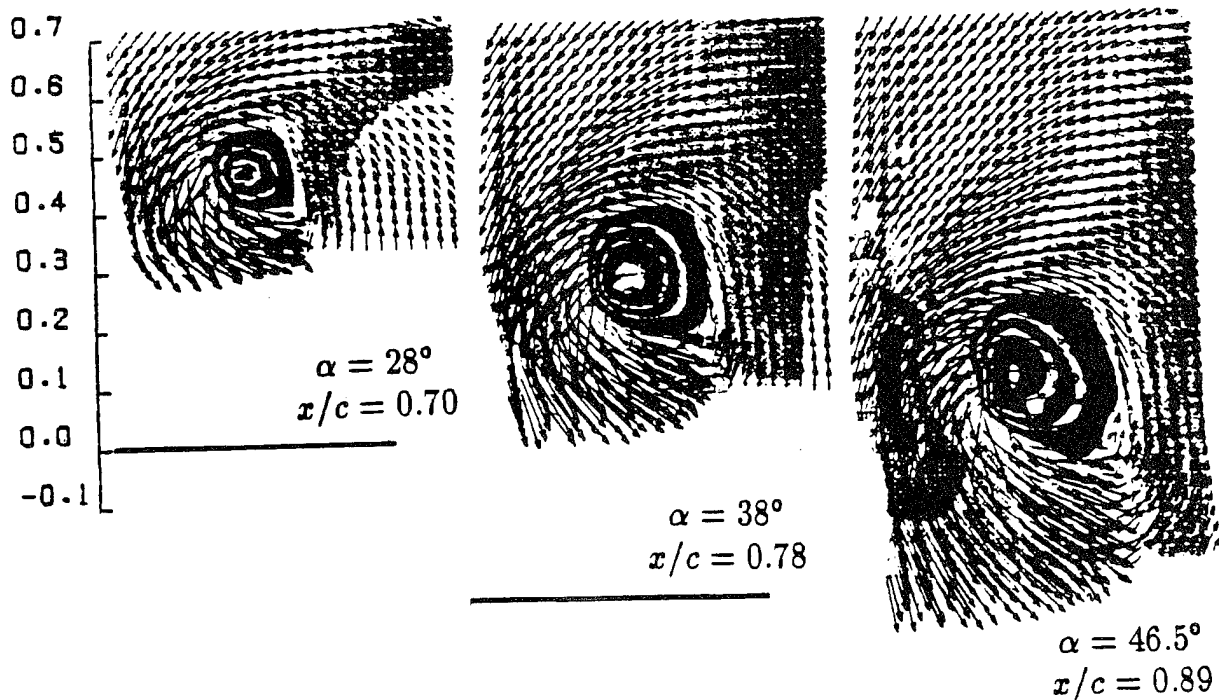 0.7
0.6
0.5
0.4
0.3
0.2
0.1
0.0
-0.1
α = 28°
x/c = 0.70
α = 38°
x/c = 0.78
α = 46.5°
x/c = 0.89